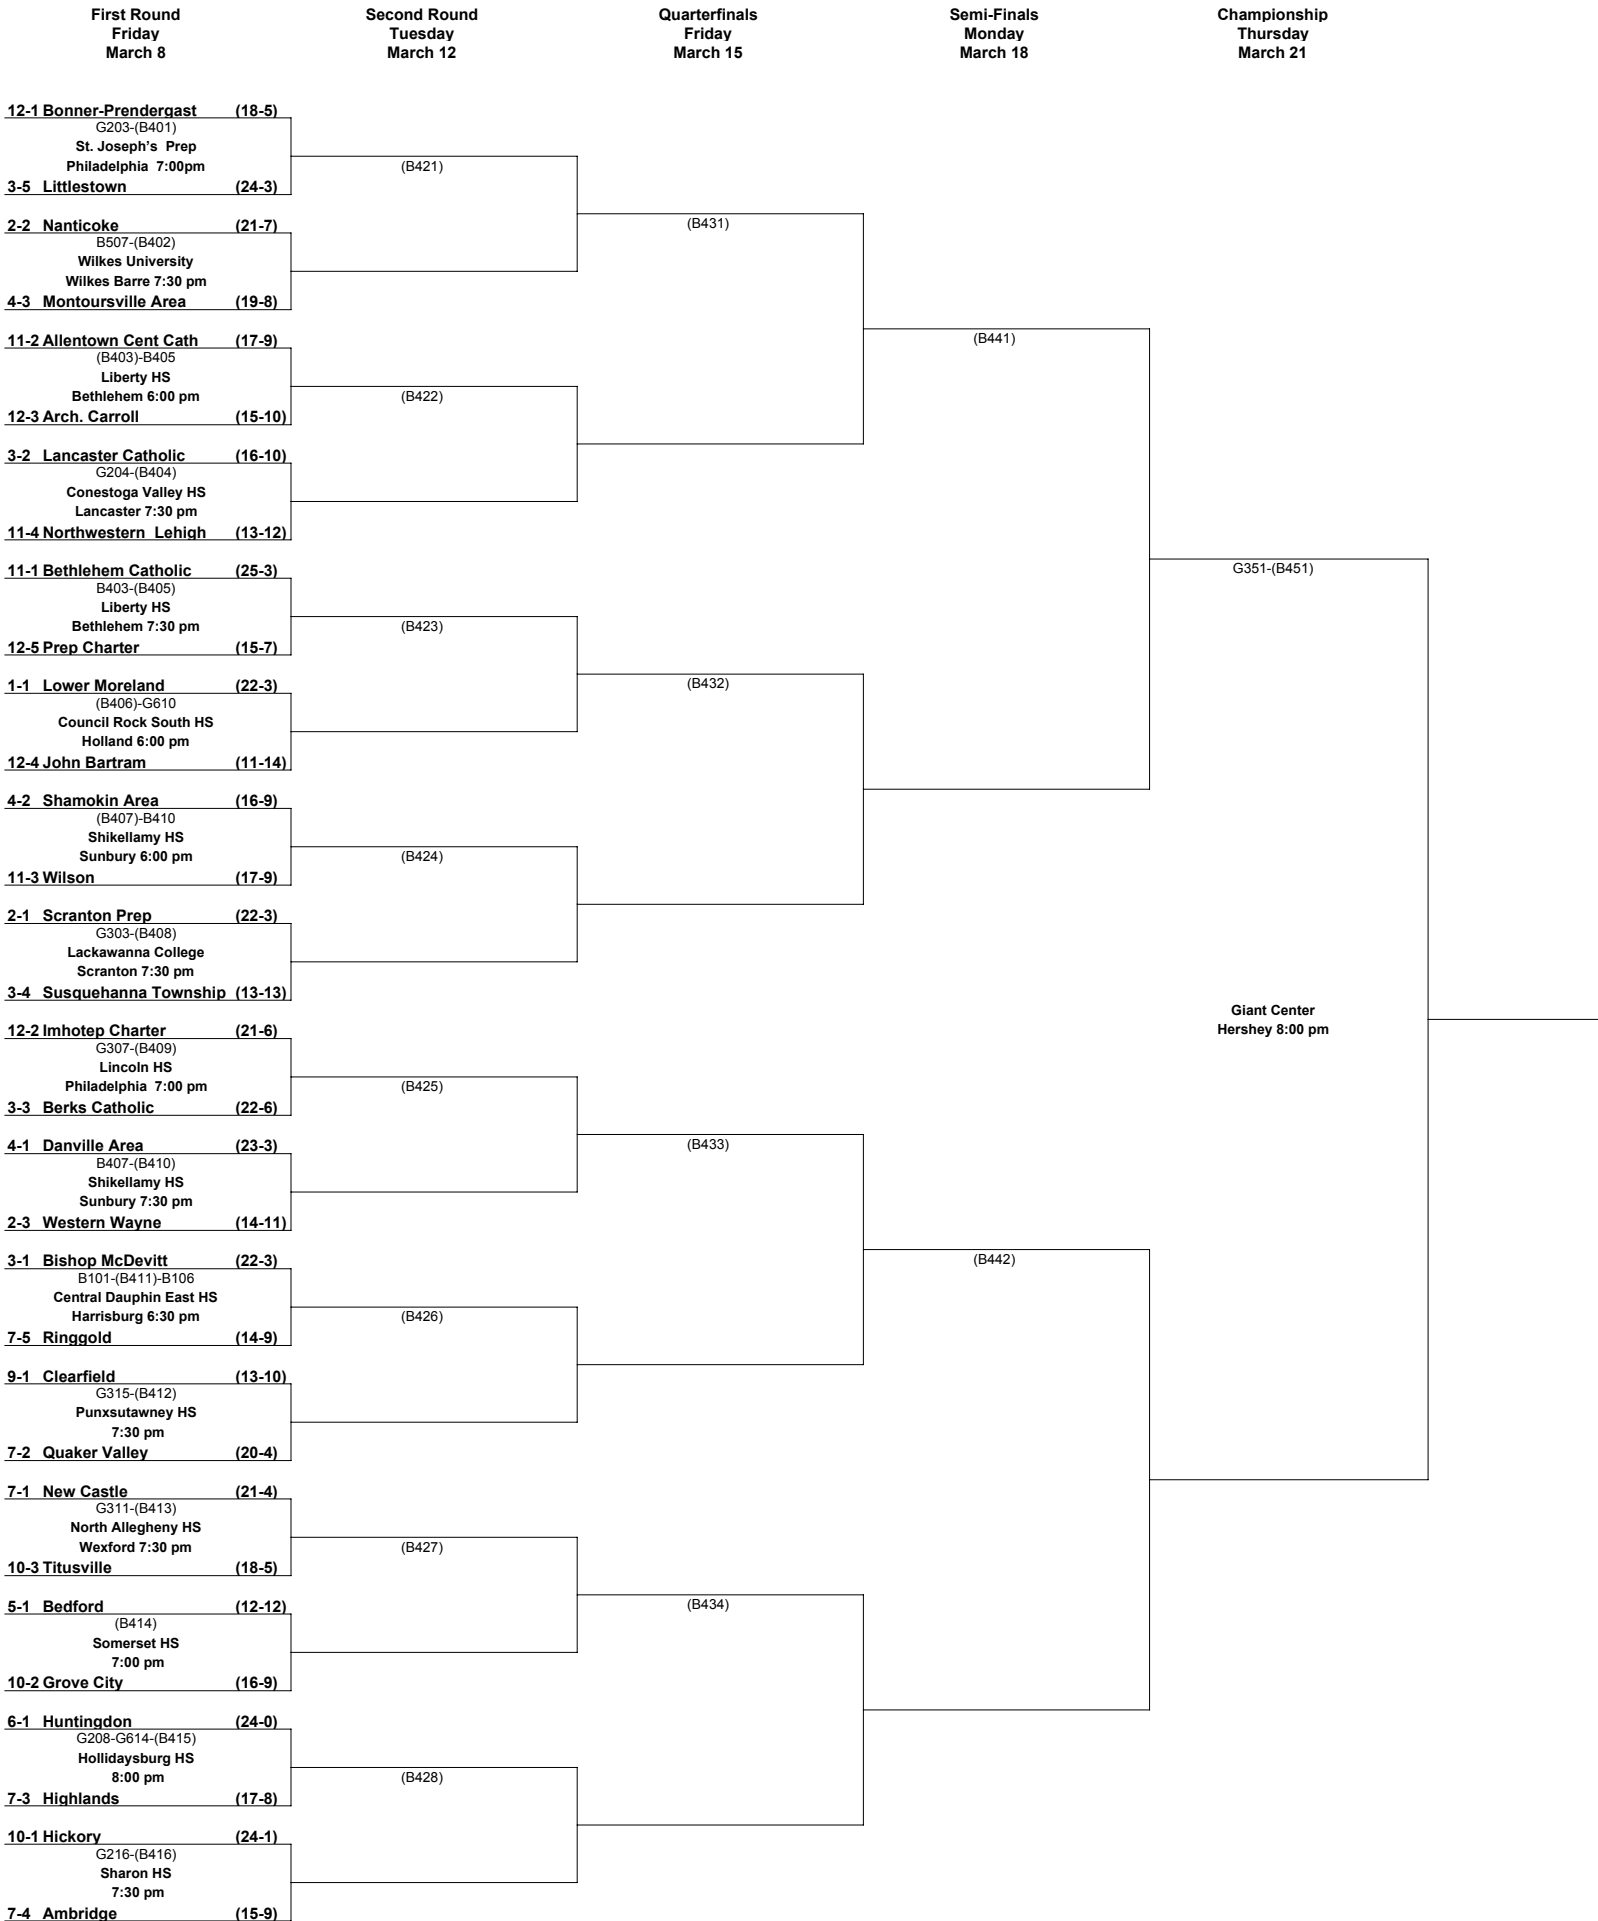 First Round
Friday
March 8
Second Round
Tuesday
March 12
Quarterfinals
Friday
March 15
Semi-Finals
Monday
March 18
Championship
Thursday
March 21
12-1 Bonner-Prendergast (18-5)
G203-(B401)
St. Joseph's Prep
Philadelphia 7:00pm
3-5 Littlestown (24-3)
(B421)
2-2 Nanticoke (21-7)
B507-(B402)
Wilkes University
Wilkes Barre 7:30 pm
4-3 Montoursville Area (19-8)
(B431)
11-2 Allentown Cent Cath (17-9)
(B403)-B405
Liberty HS
Bethlehem 6:00 pm
12-3 Arch. Carroll (15-10)
(B422)
(B441)
3-2 Lancaster Catholic (16-10)
G204-(B404)
Conestoga Valley HS
Lancaster 7:30 pm
11-4 Northwestern Lehigh (13-12)
11-1 Bethlehem Catholic (25-3)
B403-(B405)
Liberty HS
Bethlehem 7:30 pm
12-5 Prep Charter (15-7)
(B423)
G351-(B451)
1-1 Lower Moreland (22-3)
(B406)-G610
Council Rock South HS
Holland 6:00 pm
12-4 John Bartram (11-14)
(B432)
4-2 Shamokin Area (16-9)
(B407)-B410
Shikellamy HS
Sunbury 6:00 pm
11-3 Wilson (17-9)
(B424)
2-1 Scranton Prep (22-3)
G303-(B408)
Lackawanna College
Scranton 7:30 pm
3-4 Susquehanna Township (13-13)
Giant Center
Hershey 8:00 pm
12-2 Imhotep Charter (21-6)
G307-(B409)
Lincoln HS
Philadelphia 7:00 pm
3-3 Berks Catholic (22-6)
(B425)
4-1 Danville Area (23-3)
B407-(B410)
Shikellamy HS
Sunbury 7:30 pm
2-3 Western Wayne (14-11)
(B433)
3-1 Bishop McDevitt (22-3)
B101-(B411)-B106
Central Dauphin East HS
Harrisburg 6:30 pm
7-5 Ringgold (14-9)
(B426)
(B442)
9-1 Clearfield (13-10)
G315-(B412)
Punxsutawney HS
7:30 pm
7-2 Quaker Valley (20-4)
7-1 New Castle (21-4)
G311-(B413)
North Allegheny HS
Wexford 7:30 pm
10-3 Titusville (18-5)
(B427)
5-1 Bedford (12-12)
(B414)
Somerset HS
7:00 pm
10-2 Grove City (16-9)
(B434)
6-1 Huntingdon (24-0)
G208-G614-(B415)
Hollidaysburg HS
8:00 pm
7-3 Highlands (17-8)
(B428)
10-1 Hickory (24-1)
G216-(B416)
Sharon HS
7:30 pm
7-4 Ambridge (15-9)